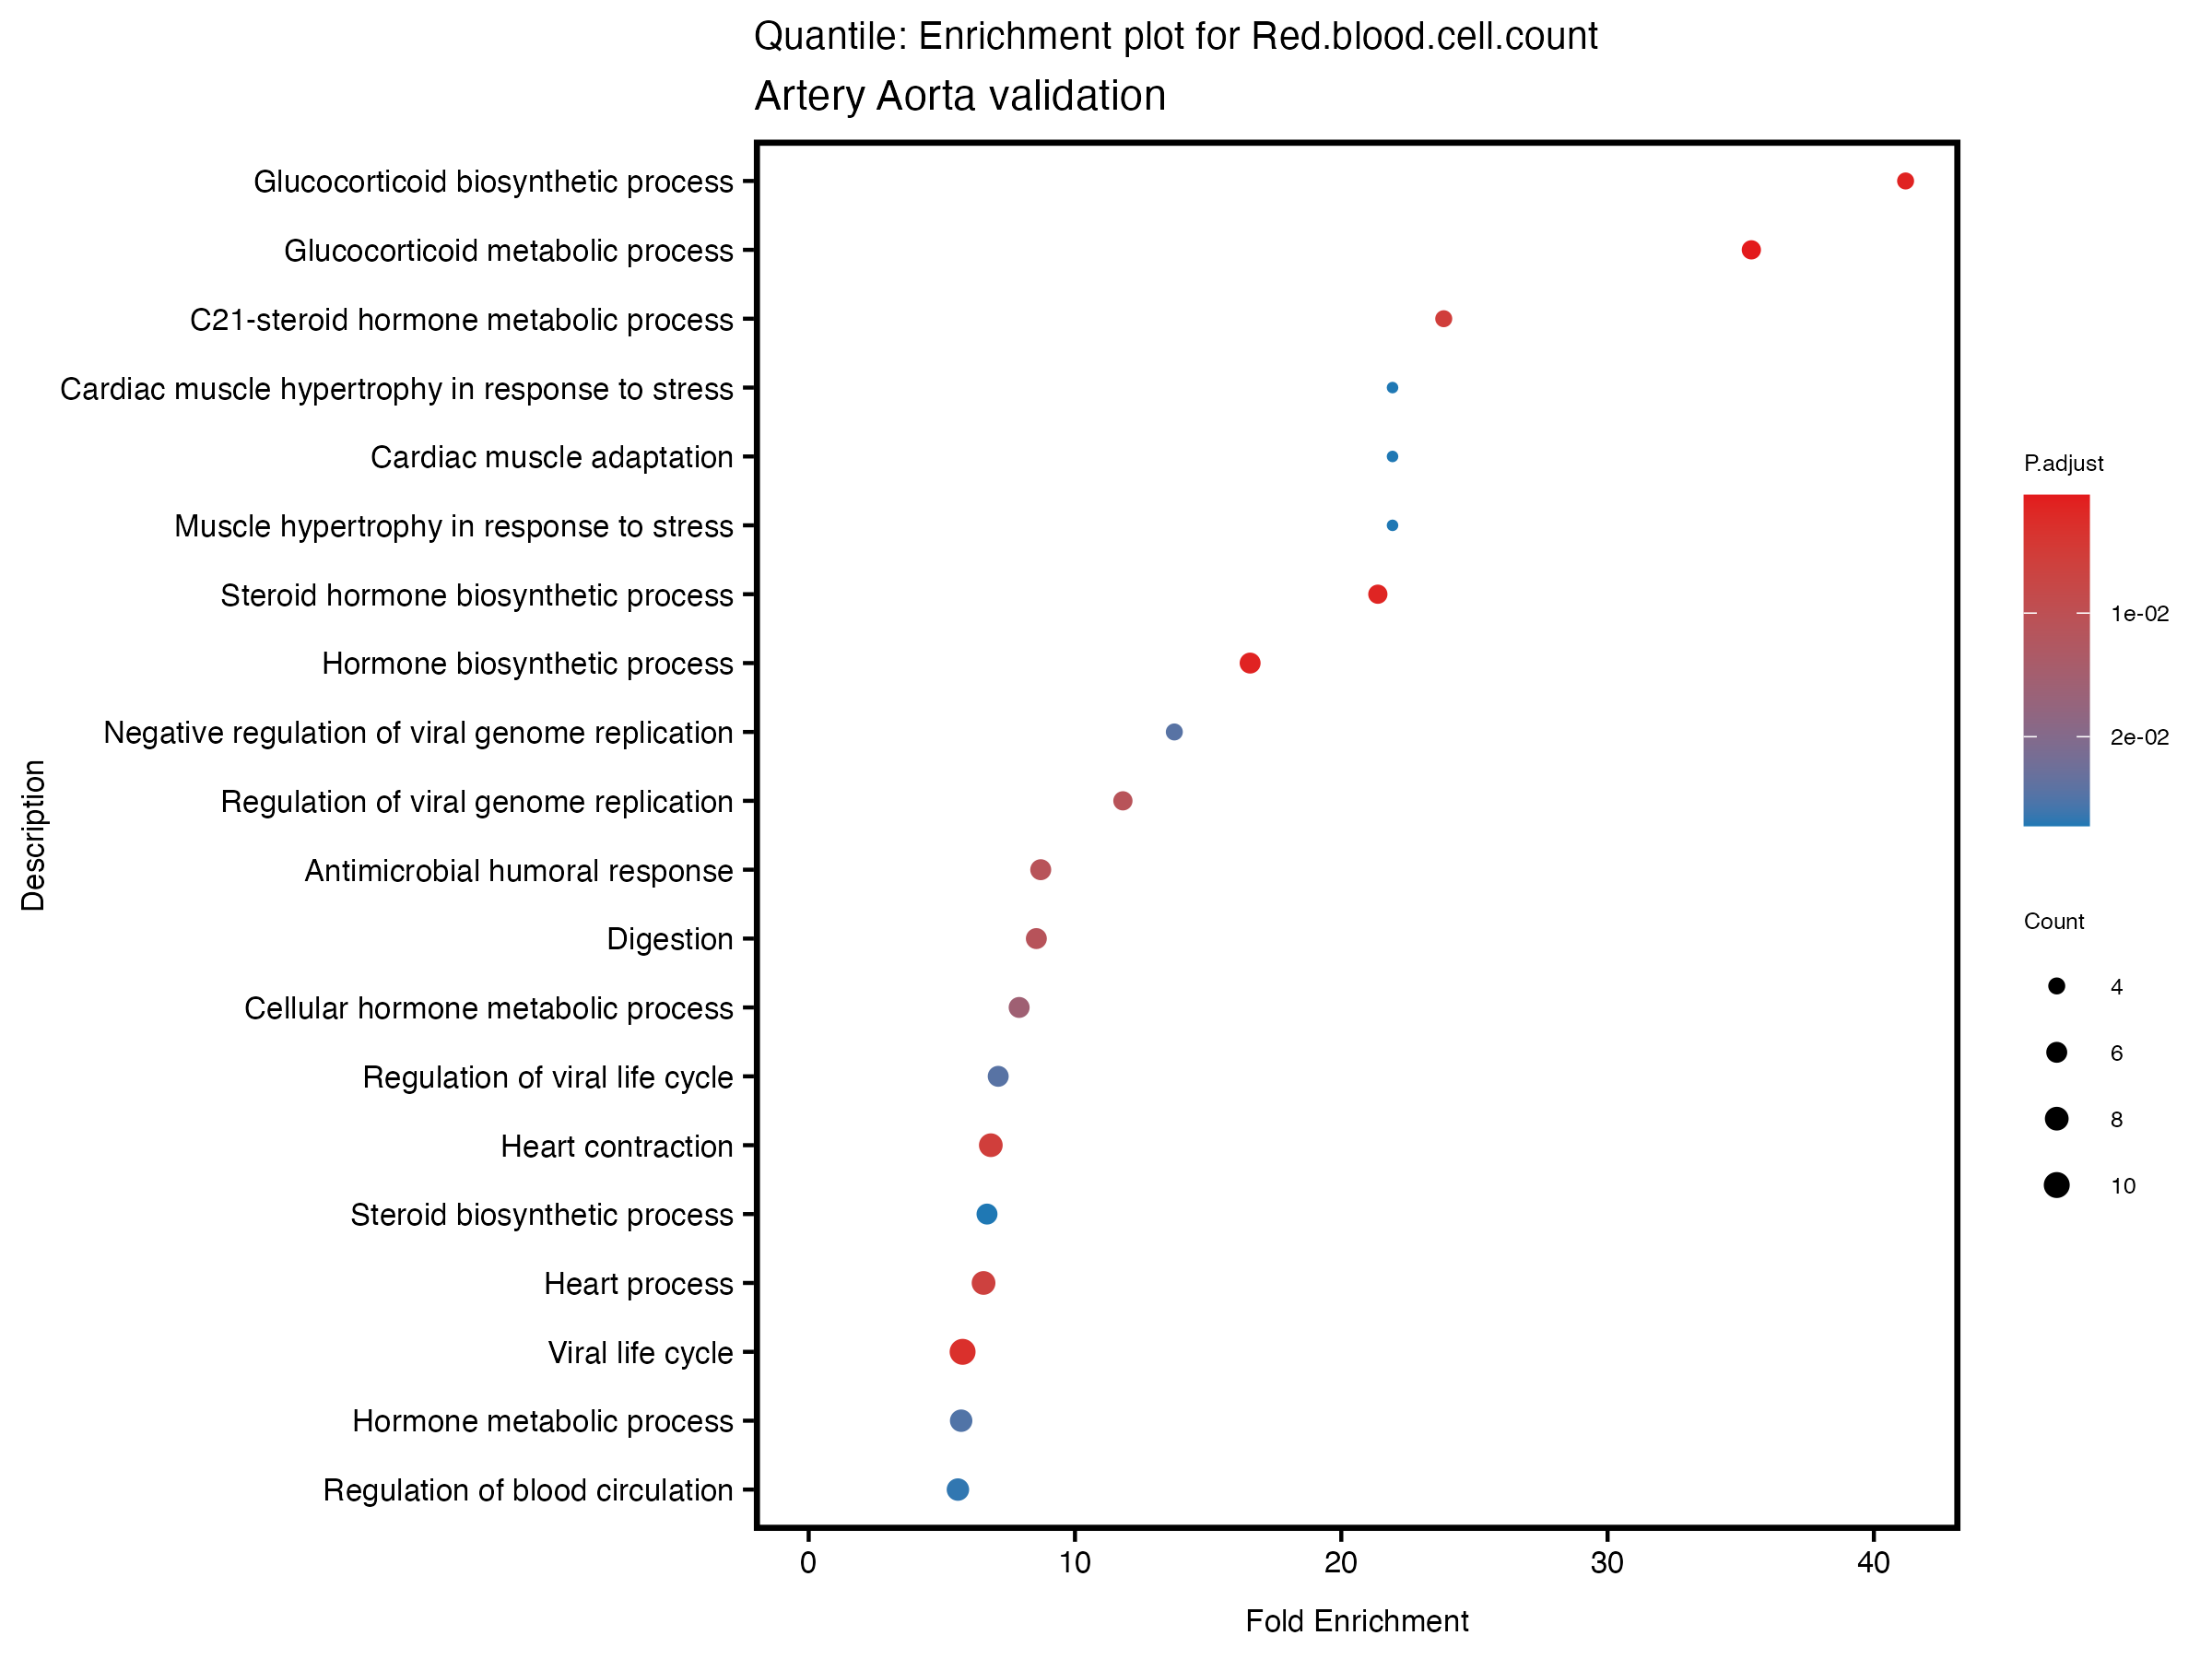 Quantile: Enrichment plot for Red.blood.cell.count
Artery Aorta validation
Glucocorticoid biosynthetic process
Glucocorticoid metabolic process
C21-steroid hormone metabolic process
Cardiac muscle hypertrophy in response to stress
Cardiac muscle adaptation
Muscle hypertrophy in response to stress
Steroid hormone biosynthetic process
Hormone biosynthetic process
Negative regulation of viral genome replication
Regulation of viral genome replication
Antimicrobial humoral response
Digestion
Cellular hormone metabolic process
Regulation of viral life cycle
Heart contraction
Steroid biosynthetic process
Heart process
Viral life cycle
Hormone metabolic process
Regulation of blood circulation
Description
0 10 20 30 40
Fold Enrichment
P.adjust
1e-02
2e-02
Count
4
6
8
10